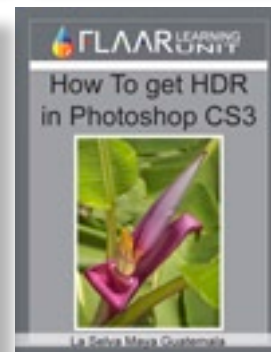 FLAAR LEARNING
UNIT
How To get HDR
in Photoshop CS3
La Selva Maya Guatemala